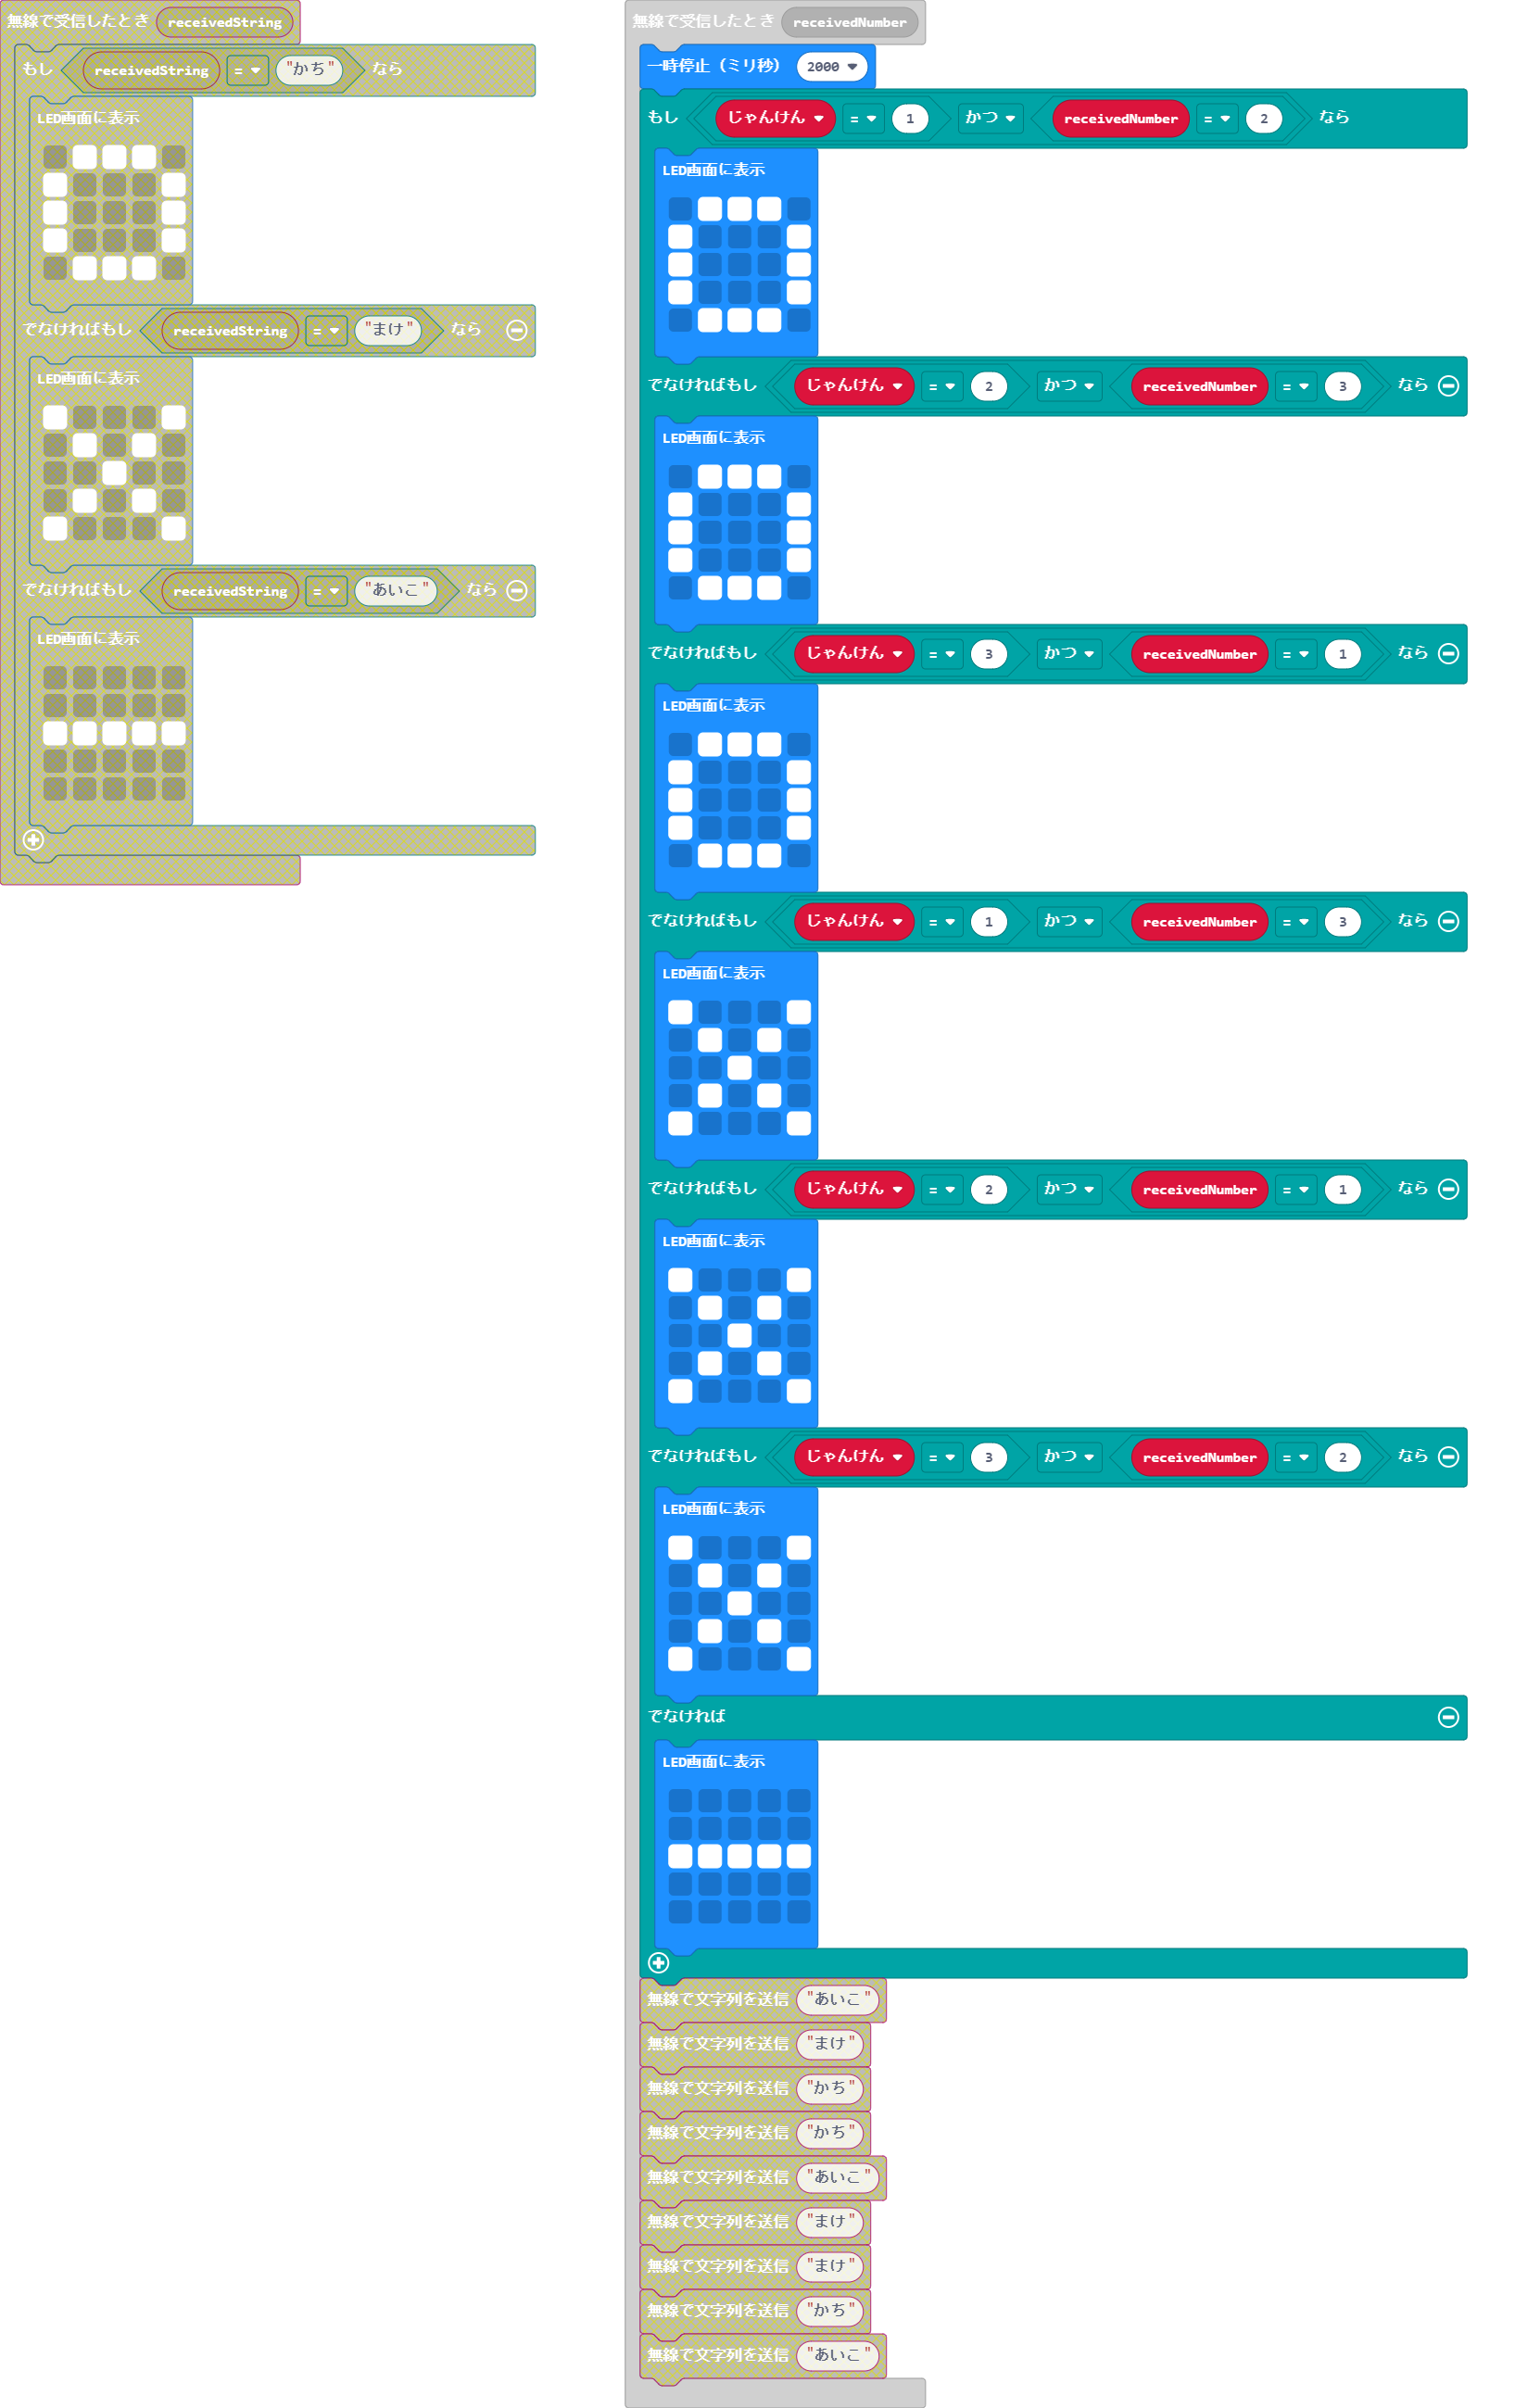 無線で受信したとき receivedString
もし receivedString = "かち" なら
LED画面に表示
でなければもし receivedString = "まけ" なら
LED画面に表示
でなければもし receivedString = "あいこ" なら
LED画面に表示
無線で受信したとき receivedNumber
一時停止（ミリ秒） 2000
もし じゃんけん = 1 かつ receivedNumber = 2 なら
LED画面に表示
でなければもし じゃんけん = 2 かつ receivedNumber = 3 なら
LED画面に表示
でなければもし じゃんけん = 3 かつ receivedNumber = 1 なら
LED画面に表示
でなければもし じゃんけん = 1 かつ receivedNumber = 3 なら
LED画面に表示
でなければもし じゃんけん = 2 かつ receivedNumber = 1 なら
LED画面に表示
でなければもし じゃんけん = 3 かつ receivedNumber = 2 なら
LED画面に表示
でなければ
LED画面に表示
無線で文字列を送信 "あいこ"
無線で文字列を送信 "まけ"
無線で文字列を送信 "かち"
無線で文字列を送信 "かち"
無線で文字列を送信 "あいこ"
無線で文字列を送信 "まけ"
無線で文字列を送信 "まけ"
無線で文字列を送信 "かち"
無線で文字列を送信 "あいこ"